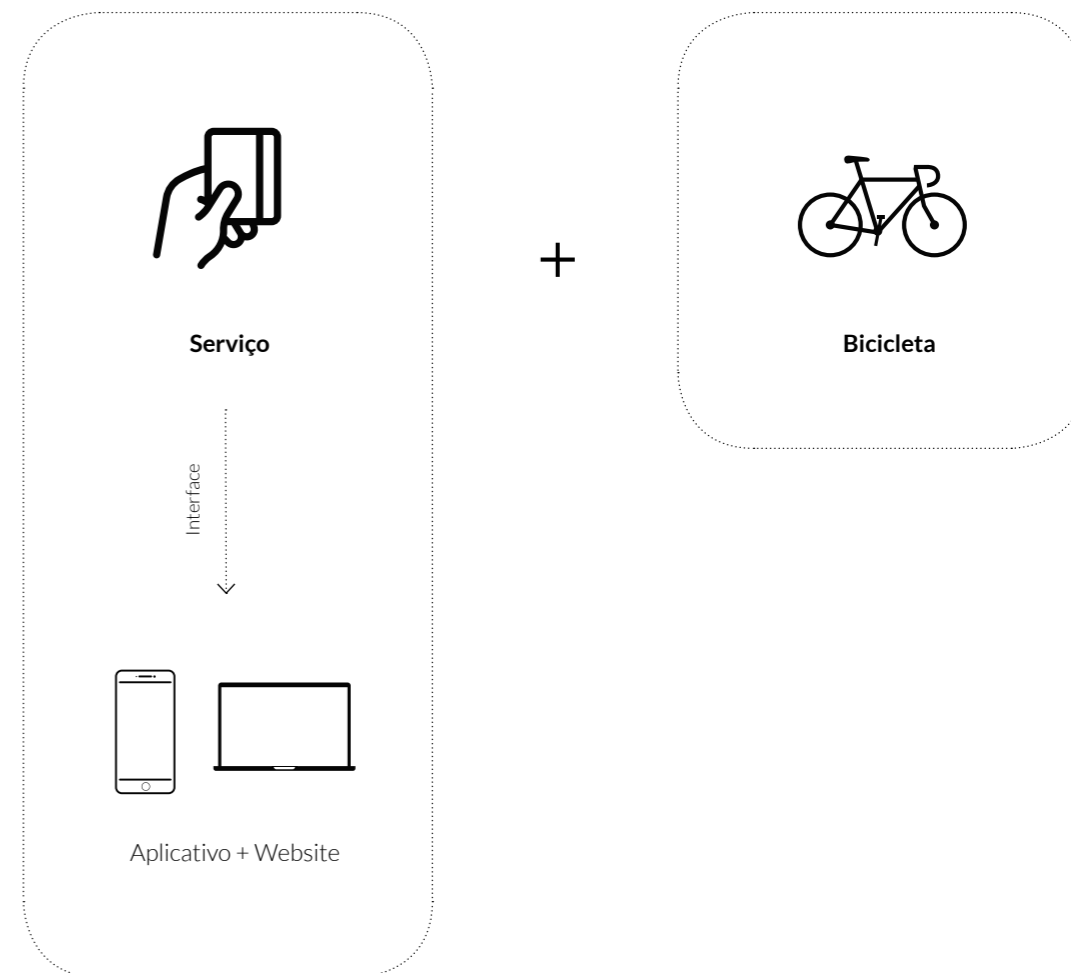 Serviço
+
Bicicleta
Interface
Aplicativo + Website